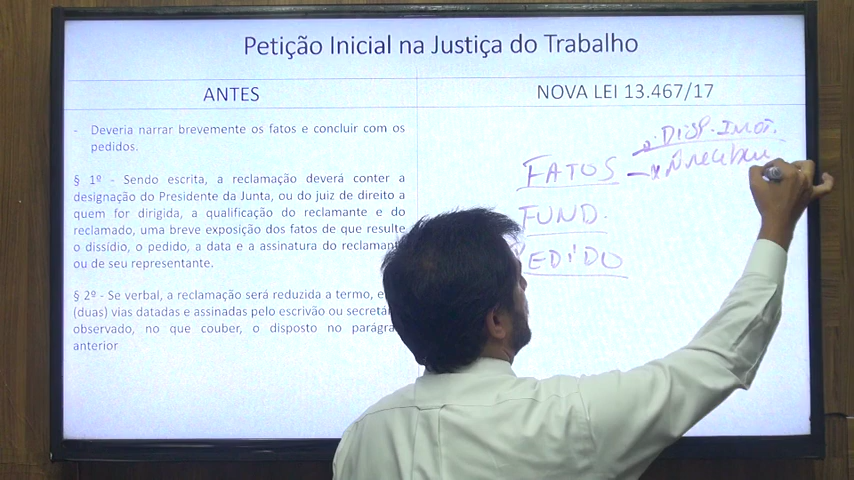 Petição Inicial na Justiça do Trabalho
ANTES
- Deveria narrar brevemente os fatos e concluir com os
pedidos.
§ 1º - Sendo escrita, a reclamação deverá conter a
designação do Presidente da Junta, ou do juiz de direito a
quem for dirigida, a qualificação do reclamante e do
reclamado, uma breve exposição dos fatos de que resulte
o dissídio, o pedido, a data e a assinatura do reclamant
ou de seu representante.
§ 2º - Se verbal, a reclamação será reduzida a termo, e
(duas) vias datadas e assinadas pelo escrivão ou secretá
observado, no que couber, o disposto no parágra
anterior
NOVA LEI 13.467/17
DISP. IMOT.
FATOS
FUND.
PEDIDO